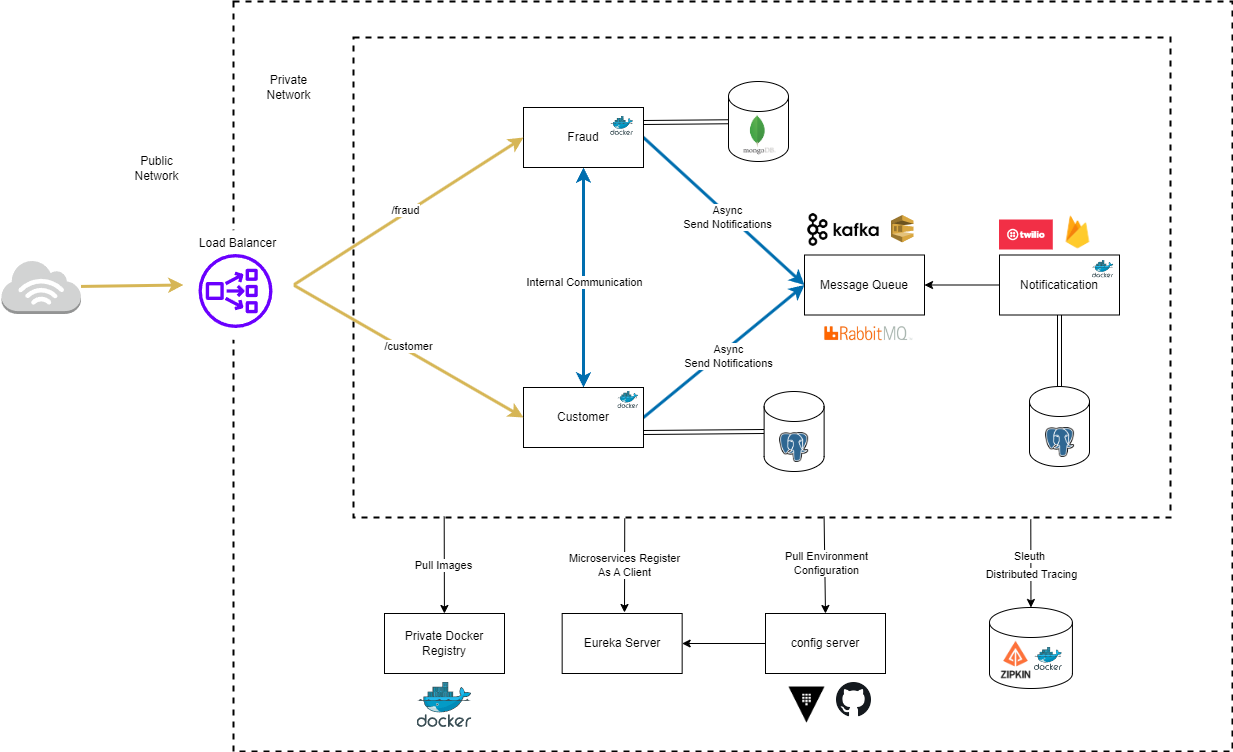 Private
Network
Public
Network
Load Balancer
/fraud
/customer
Fraud
docker
mongoDB
Async
Send Notifications
Internal Communication
kafka
Message Queue
RabbitMQ
twilio
Notificatication
docker
Async
Send Notifications
Customer
docker
Pull Images
Microservices Register
As A Client
Pull Environment
Configuration
Sleuth
Distributed Tracing
Private Docker
Registry
docker
Eureka Server
config server
ZIPKIN
docker